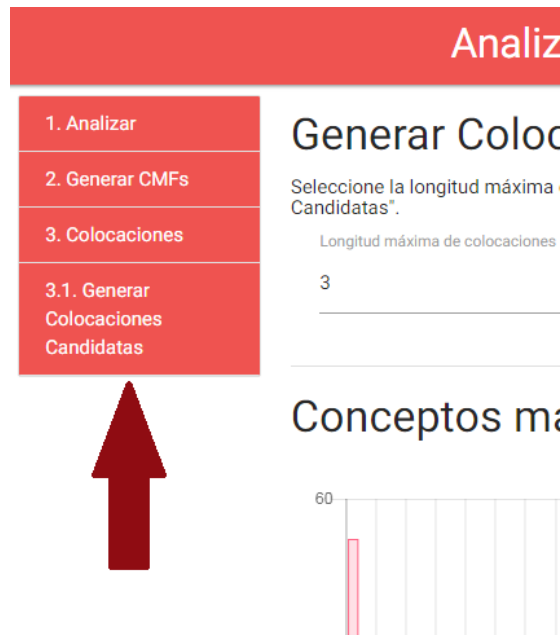 Analiz
1. Analizar
2. Generar CMFs
3. Colocaciones
3.1. Generar
Colocaciones
Candidatas
Generar Coloc
Seleccione la longitud máxima
Candidatas".
Longitud máxima de colocaciones
3
Conceptos má
60